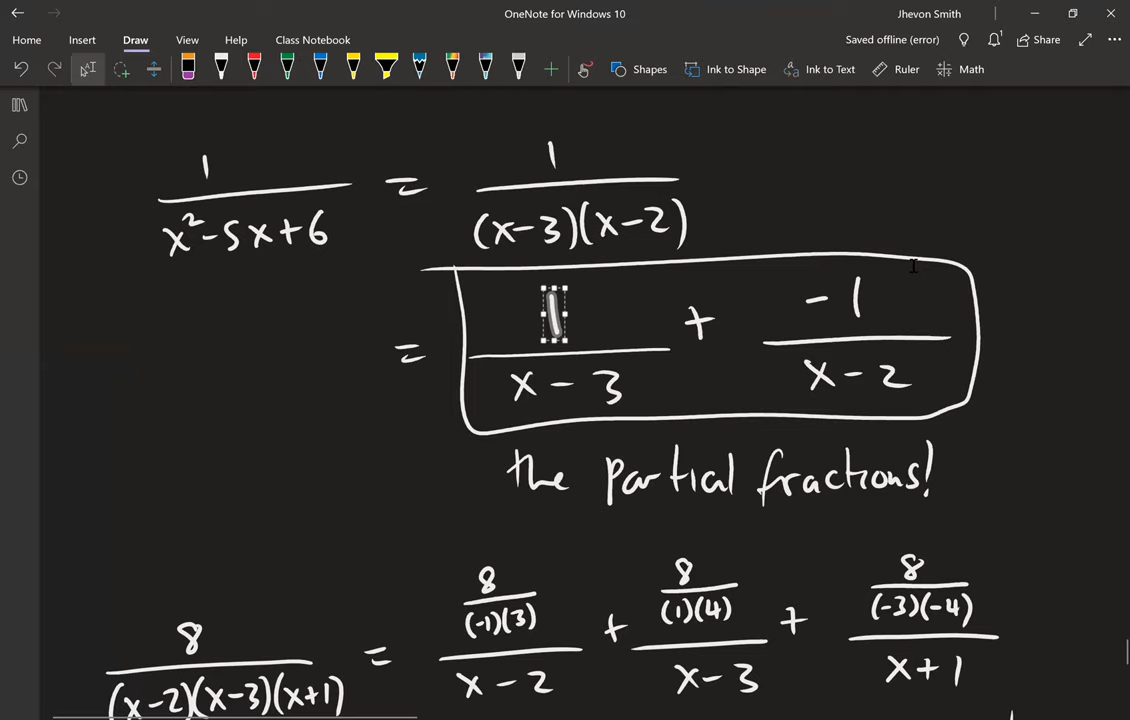 OneNote for Windows 10
Jhevon Smith
Home Insert Draw View Help Class Notebook
Saved offline (error)
Share
Shapes Ink to Shape Ink to Text Ruler Math
1/(x²-5x+6) = 1/((x-3)(x-2))
= 1/(x-3) + -1/(x-2)
the partial fractions!
8/((x-2)(x-3)(x+1)) = (8/((-1)(3)))/(x-2) + (8/((1)(4)))/(x-3) + (8/((-3)(-4)))/(x+1)